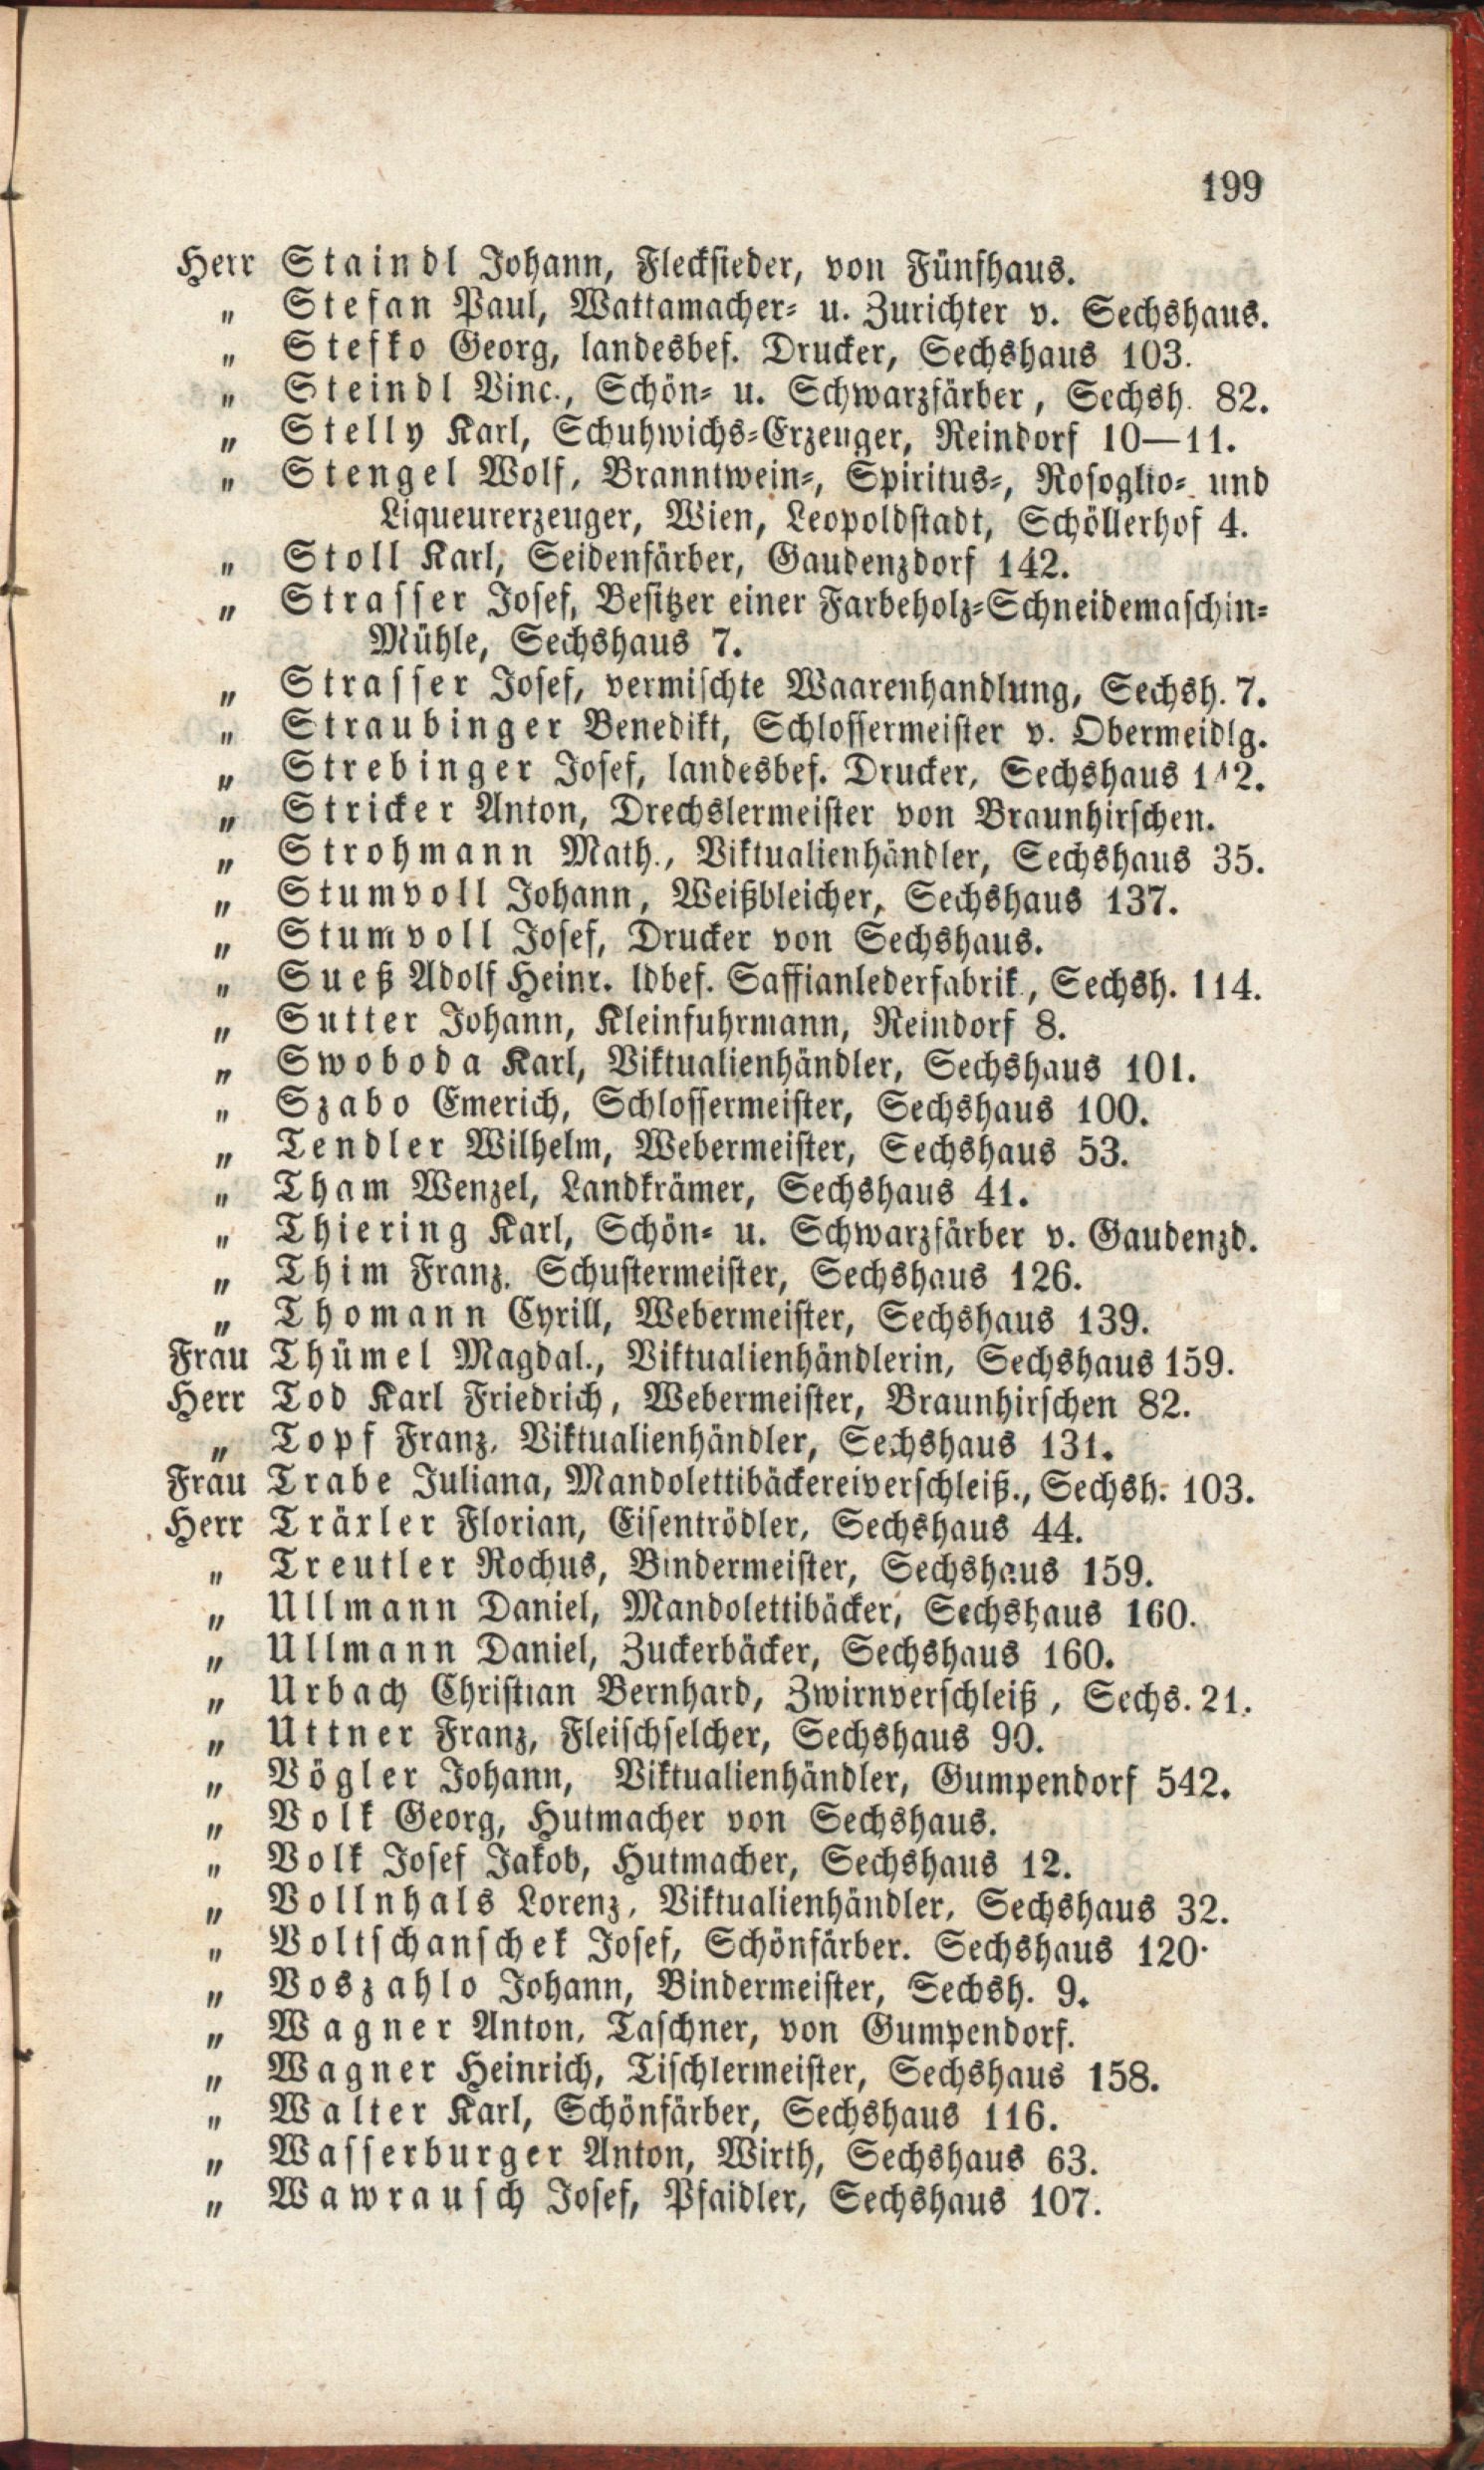 199
Herr Staindl Johann, Flecksieder, von Fünfhaus.
„ Stefan Paul, Wattamacher- u. Zurichter v. Sechshaus.
„ Stefko Georg, landesbef. Drucker, Sechshaus 103.
„ Steindl Vinc., Schön- u. Schwarzfärber, Sechsh. 82.
„ Stelly Karl, Schuhwichs-Erzeuger, Reindorf 10—11.
„ Stengel Wolf, Branntwein-, Spiritus-, Rosoglio- und
Liqueurerzeuger, Wien, Leopoldstadt, Schöllerhof 4.
„ Stoll Karl, Seidenfärber, Gaudenzdorf 142.
„ Strasser Josef, Besitzer einer Farbeholz-Schneidemaschin-
Mühle, Sechshaus 7.
„ Strasser Josef, vermischte Waarenhandlung, Sechsh. 7.
„ Straubinger Benedikt, Schlossermeister v. Obermeidlg.
„ Strebinger Josef, landesbef. Drucker, Sechshaus 142.
„ Stricker Anton, Drechslermeister von Braunhirschen.
„ Strohmann Math., Viktualienhändler, Sechshaus 35.
„ Stumvoll Johann, Weißbleicher, Sechshaus 137.
„ Stumvoll Josef, Drucker von Sechshaus.
„ Sueß Adolf Heinr. ldbef. Saffianlederfabrik, Sechsh. 114.
„ Sutter Johann, Kleinfuhrmann, Reindorf 8.
„ Swoboda Karl, Viktualienhändler, Sechshaus 101.
„ Szabo Emerich, Schlossermeister, Sechshaus 100.
„ Tendler Wilhelm, Webermeister, Sechshaus 53.
„ Tham Wenzel, Landkrämer, Sechshaus 41.
„ Thiering Karl, Schön- u. Schwarzfärber v. Gaudenzd.
„ Thim Franz, Schustermeister, Sechshaus 126.
„ Thomann Cyrill, Webermeister, Sechshaus 139.
Frau Thümel Magdal., Viktualienhändlerin, Sechshaus 159.
Herr Tod Karl Friedrich, Webermeister, Braunhirschen 82.
„ Topf Franz, Viktualienhändler, Sechshaus 131.
Frau Trabe Juliana, Mandolettibäckereiverschleiß., Sechsh. 103.
Herr Träxler Florian, Eisentrödler, Sechshaus 44.
„ Treutler Rochus, Bindermeister, Sechshaus 159.
„ Ullmann Daniel, Mandolettibäcker, Sechshaus 160.
„ Ullmann Daniel, Zuckerbäcker, Sechshaus 160.
„ Urbach Christian Bernhard, Zwirnverschleiß, Sechs. 21.
„ Uttner Franz, Fleischselcher, Sechshaus 90.
„ Vögler Johann, Viktualienhändler, Gumpendorf 542.
„ Volk Georg, Hutmacher von Sechshaus.
„ Volk Josef Jakob, Hutmacher, Sechshaus 12.
„ Vollnhals Lorenz, Viktualienhändler, Sechshaus 32.
„ Voltschanschek Josef, Schönfärber. Sechshaus 120.
„ Voszahlo Johann, Bindermeister, Sechsh. 9.
„ Wagner Anton, Taschner, von Gumpendorf.
„ Wagner Heinrich, Tischlermeister, Sechshaus 158.
„ Walter Karl, Schönfärber, Sechshaus 116.
„ Wasserburger Anton, Wirth, Sechshaus 63.
„ Wawrausch Josef, Pfaidler, Sechshaus 107.